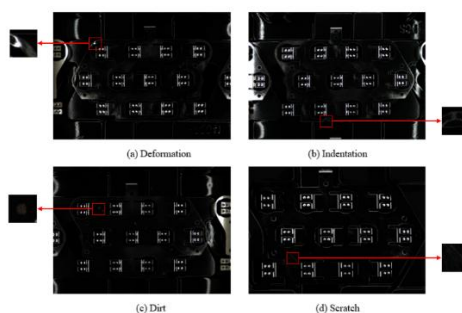 (a) Deformation
(b) Indentation
(c) Dirt
(d) Scratch